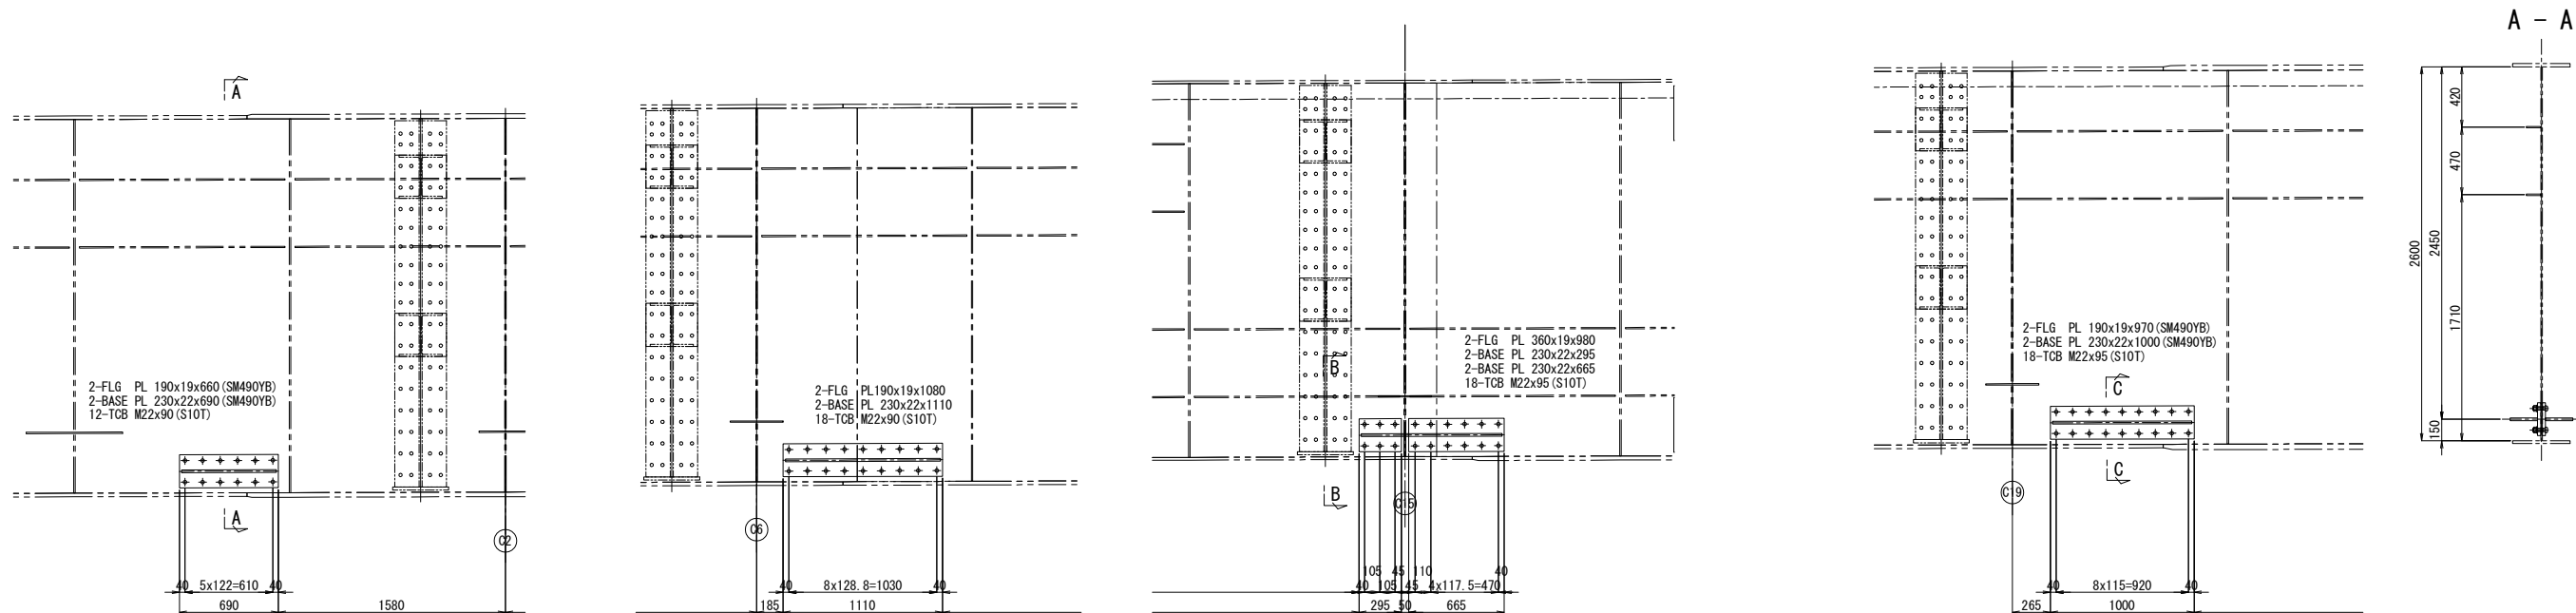 A
2-FLG PL 190x19x660(SM490YB)
2-BASE PL 230x22x690(SM490YB)
12-TCB M22x90(S10T)
A
C2
40 5x122=610 40
690 1580
2-FLG PL190x19x1080
2-BASE PL 230x22x1110
18-TCB M22x90(S10T)
C6
40 8x128.8=1030 40
185 1110
2-FLG PL 360x19x980
2-BASE PL 230x22x295
2-BASE PL 230x22x665
18-TCB M22x95(S10T)
B
B
C15
105 45 110 40
40 105 45 4x117.5=470
295 50 665
2-FLG PL 190x19x970(SM490YB)
2-BASE PL 230x22x1000(SM490YB)
18-TCB M22x95(S10T)
C
C
C19
40 8x115=920 40
265 1000
A - A
420
470
2600
2450
1710
150